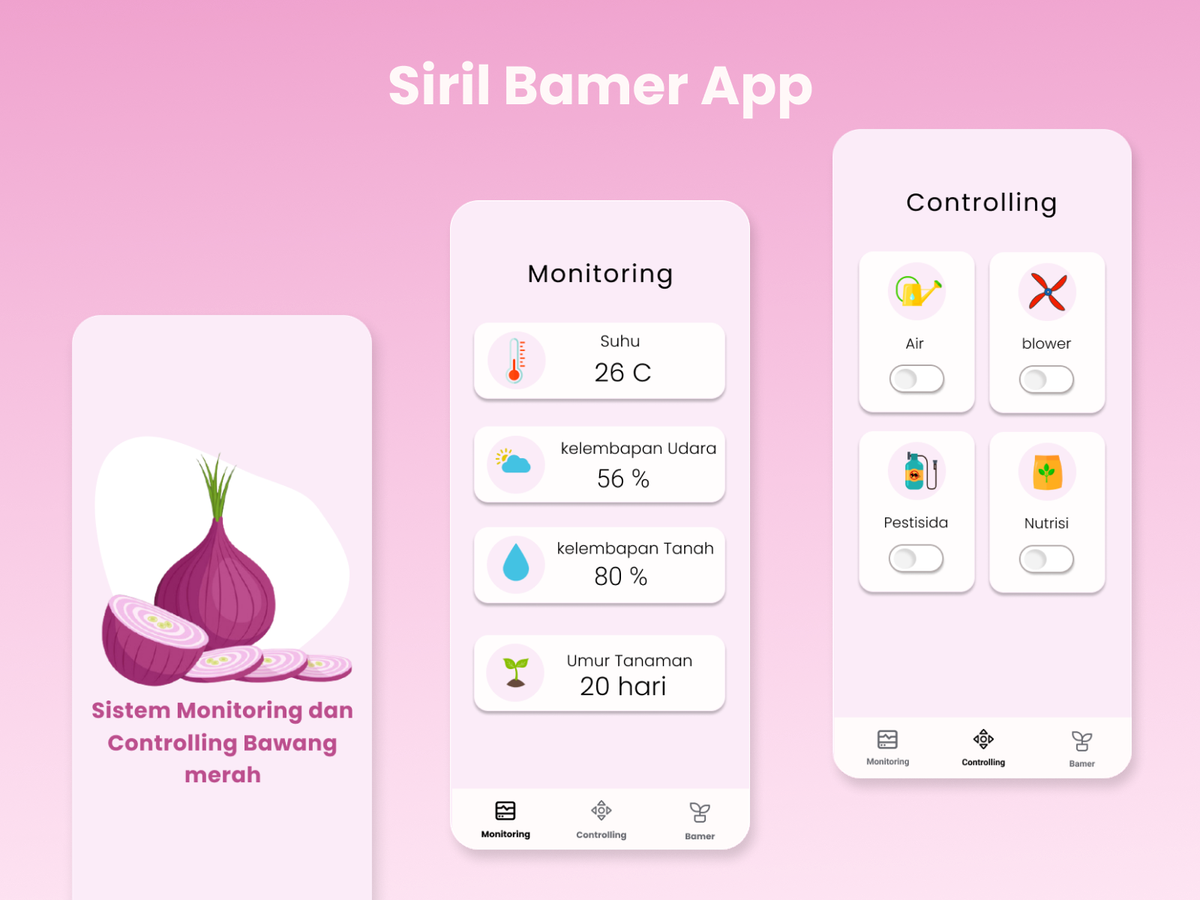 Siril Bamer App
Sistem Monitoring dan
Controlling Bawang
merah
Monitoring
Suhu
26 C
kelembapan Udara
56 %
kelembapan Tanah
80 %
Umur Tanaman
20 hari
Monitoring
Controlling
Bamer
Controlling
Air
blower
Pestisida
Nutrisi
Monitoring
Controlling
Bamer